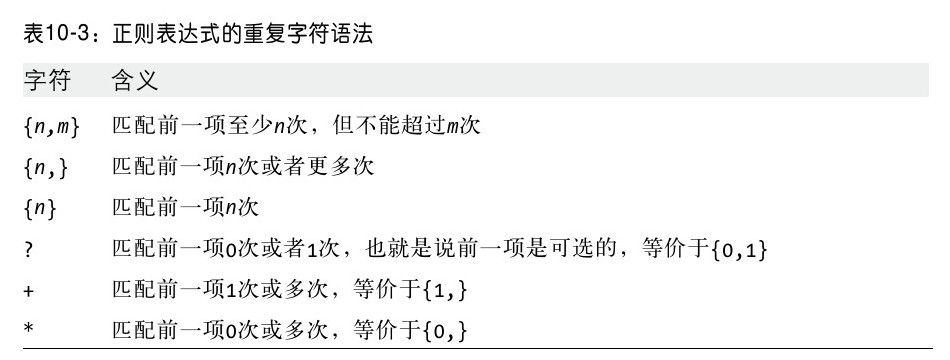 表10-3：正则表达式的重复字符语法
字符 含义
{n,m} 匹配前一项至少n次，但不能超过m次
{n,} 匹配前一项n次或者更多次
{n} 匹配前一项n次
? 匹配前一项0次或者1次，也就是说前一项是可选的，等价于{0,1}
+ 匹配前一项1次或多次，等价于{1,}
* 匹配前一项0次或多次，等价于{0,}